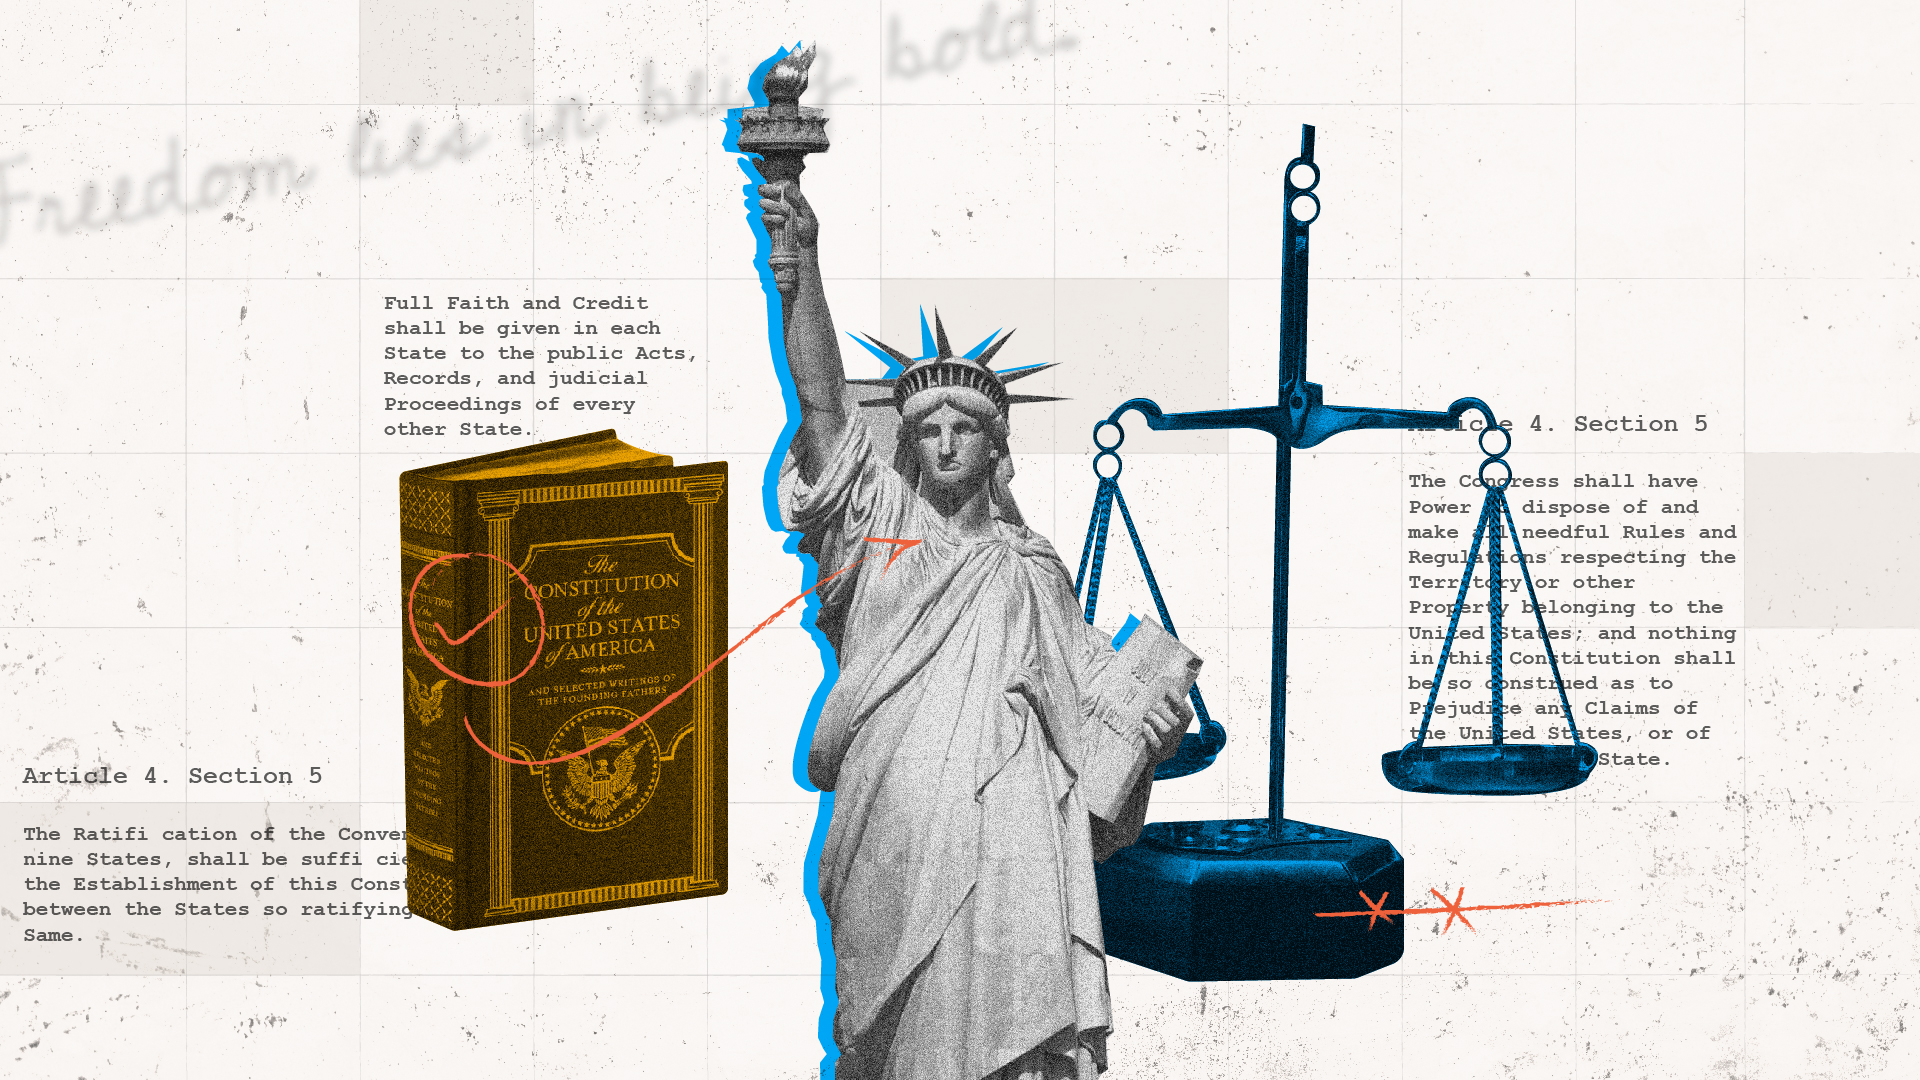 Freedom lies in being bold.
Full Faith and Credit
shall be given in each
State to the public Acts,
Records, and judicial
Proceedings of every
other State.
The
CONSTITUTION
of the
UNITED STATES
of AMERICA
AND SELECTED WRITINGS OF
THE FOUNDING FATHERS
Article 4. Section 5
The Ratifi cation of the Conven
nine States, shall be suffi cie
the Establishment of this Const
between the States so ratifying
Same.
Article 4. Section 5
The Congress shall have
Power to dispose of and
make all needful Rules and
Regulations respecting the
Territory or other
Property belonging to the
United States; and nothing
in this Constitution shall
be so construed as to
Prejudice any Claims of
the United States, or of
State.